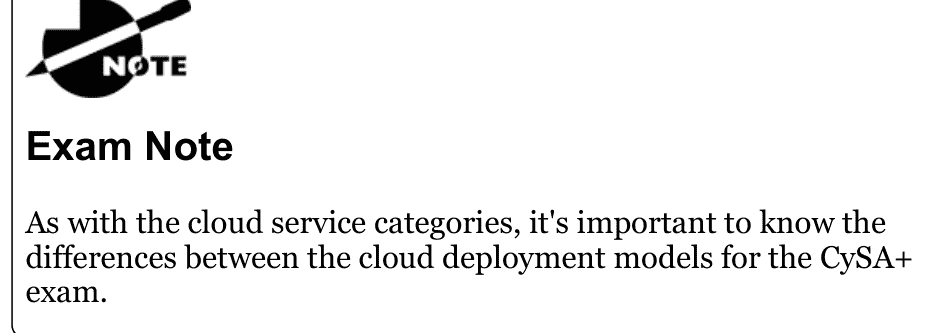 NOTE
Exam Note
As with the cloud service categories, it's important to know the
differences between the cloud deployment models for the CySA+
exam.